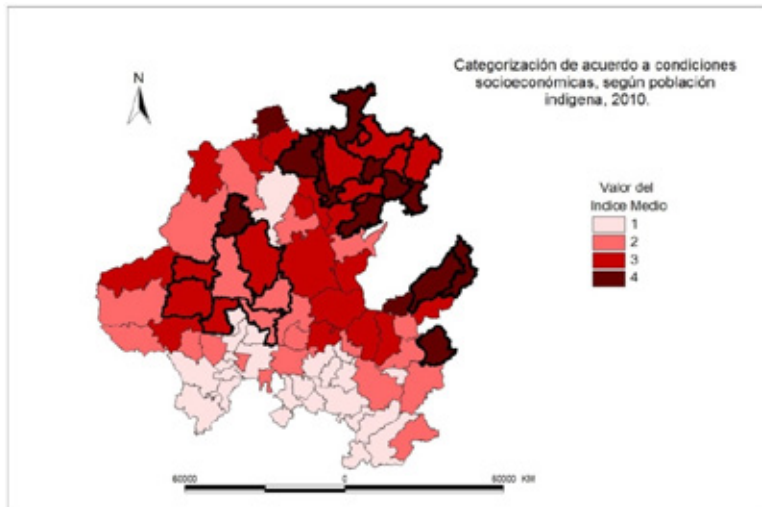 Categorización de acuerdo a condiciones
socioeconómicas, según población
indígena, 2010.
N
Valor del
Indice Medio
1
2
3
4
60000 0 60000 KM